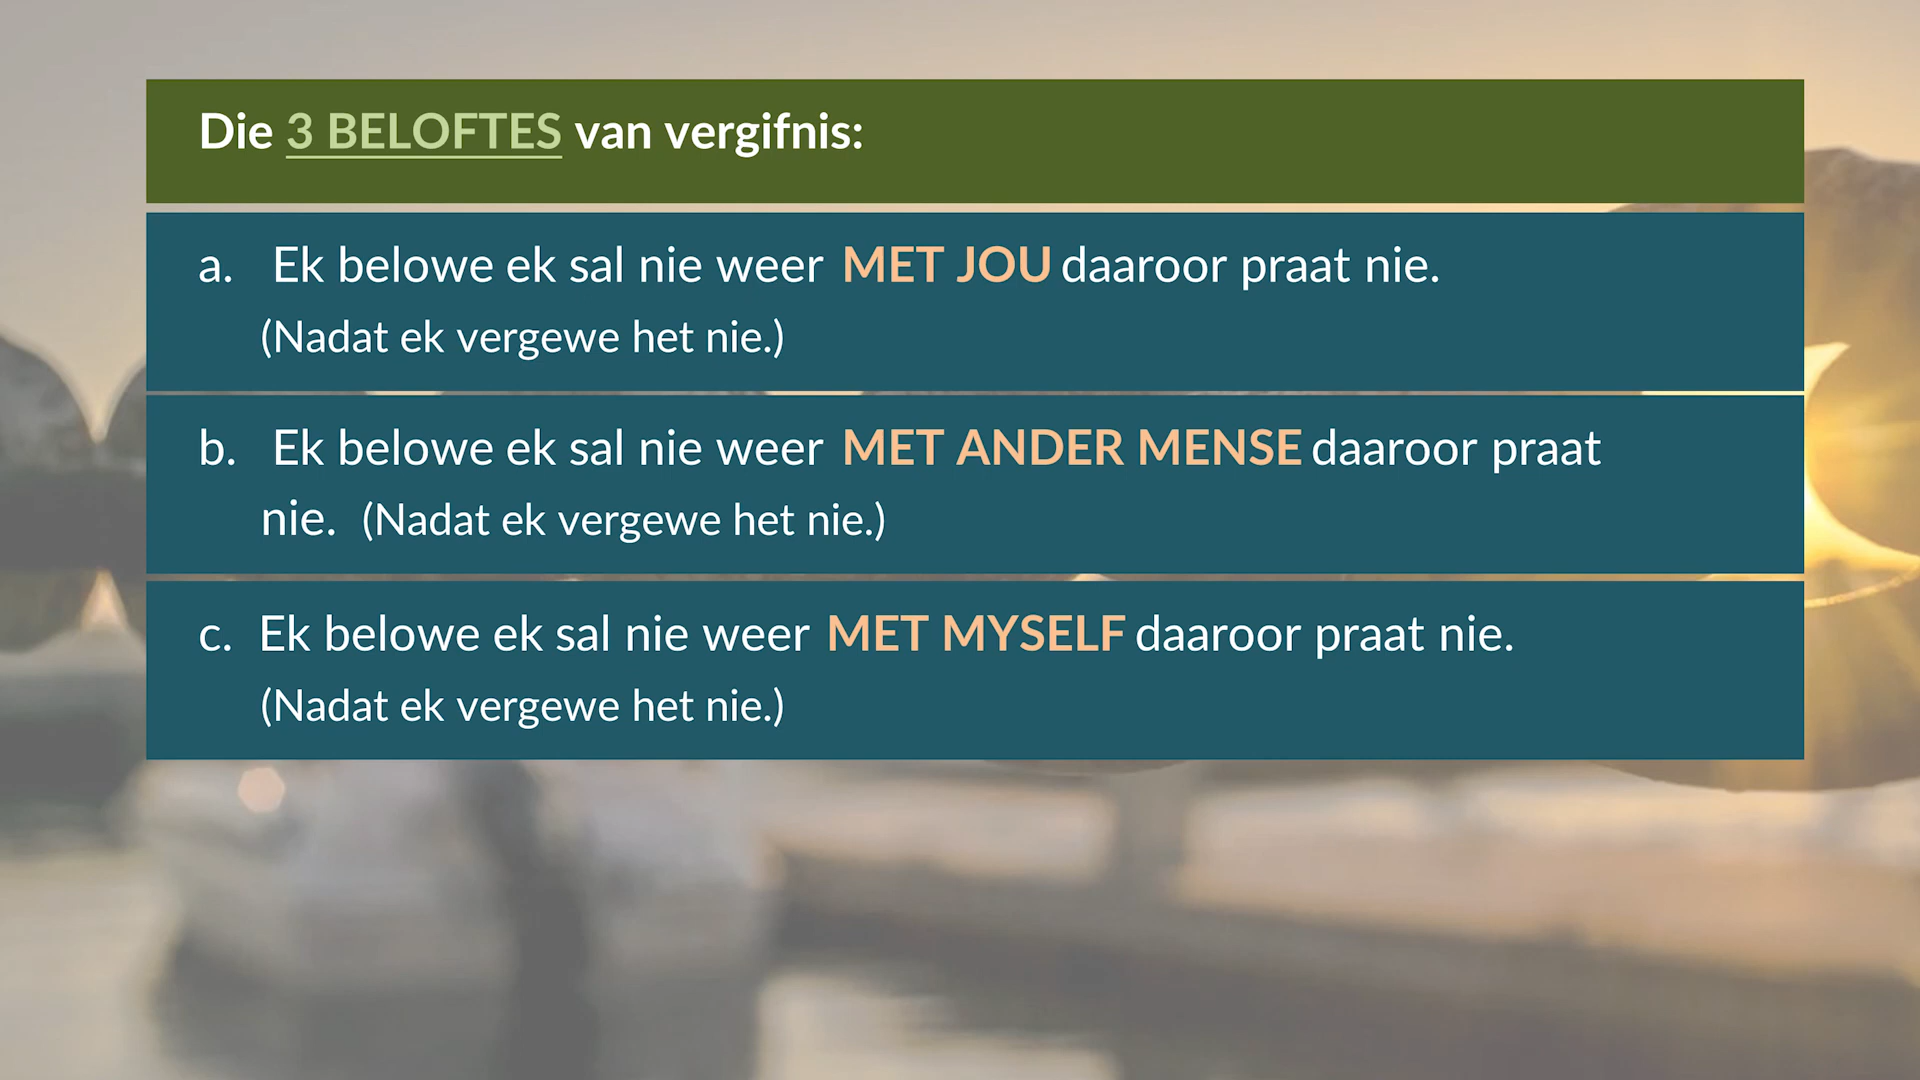 Die 3 BELOFTES van vergifnis:
a. Ek belowe ek sal nie weer MET JOU daaroor praat nie.
(Nadat ek vergewe het nie.)
b. Ek belowe ek sal nie weer MET ANDER MENSE daaroor praat
nie. (Nadat ek vergewe het nie.)
c. Ek belowe ek sal nie weer MET MYSELF daaroor praat nie.
(Nadat ek vergewe het nie.)